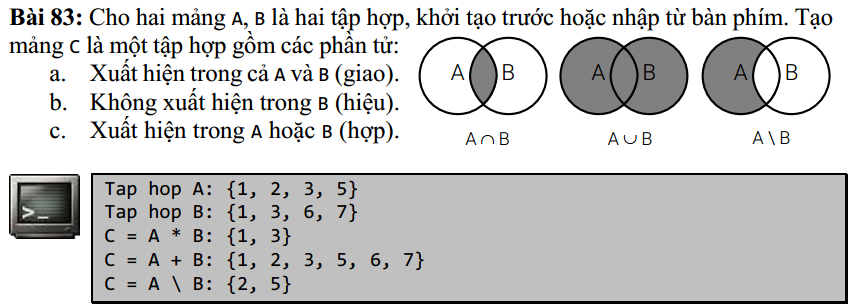 Bài 83: Cho hai mảng A, B là hai tập hợp, khởi tạo trước hoặc nhập từ bàn phím. Tạo
mảng C là một tập hợp gồm các phần tử:
a. Xuất hiện trong cả A và B (giao).
b. Không xuất hiện trong B (hiệu).
c. Xuất hiện trong A hoặc B (hợp).
A B A B A B
A ∩ B A ∪ B A \ B
>_
Tap hop A: {1, 2, 3, 5}
Tap hop B: {1, 3, 6, 7}
C = A * B: {1, 3}
C = A + B: {1, 2, 3, 5, 6, 7}
C = A \ B: {2, 5}